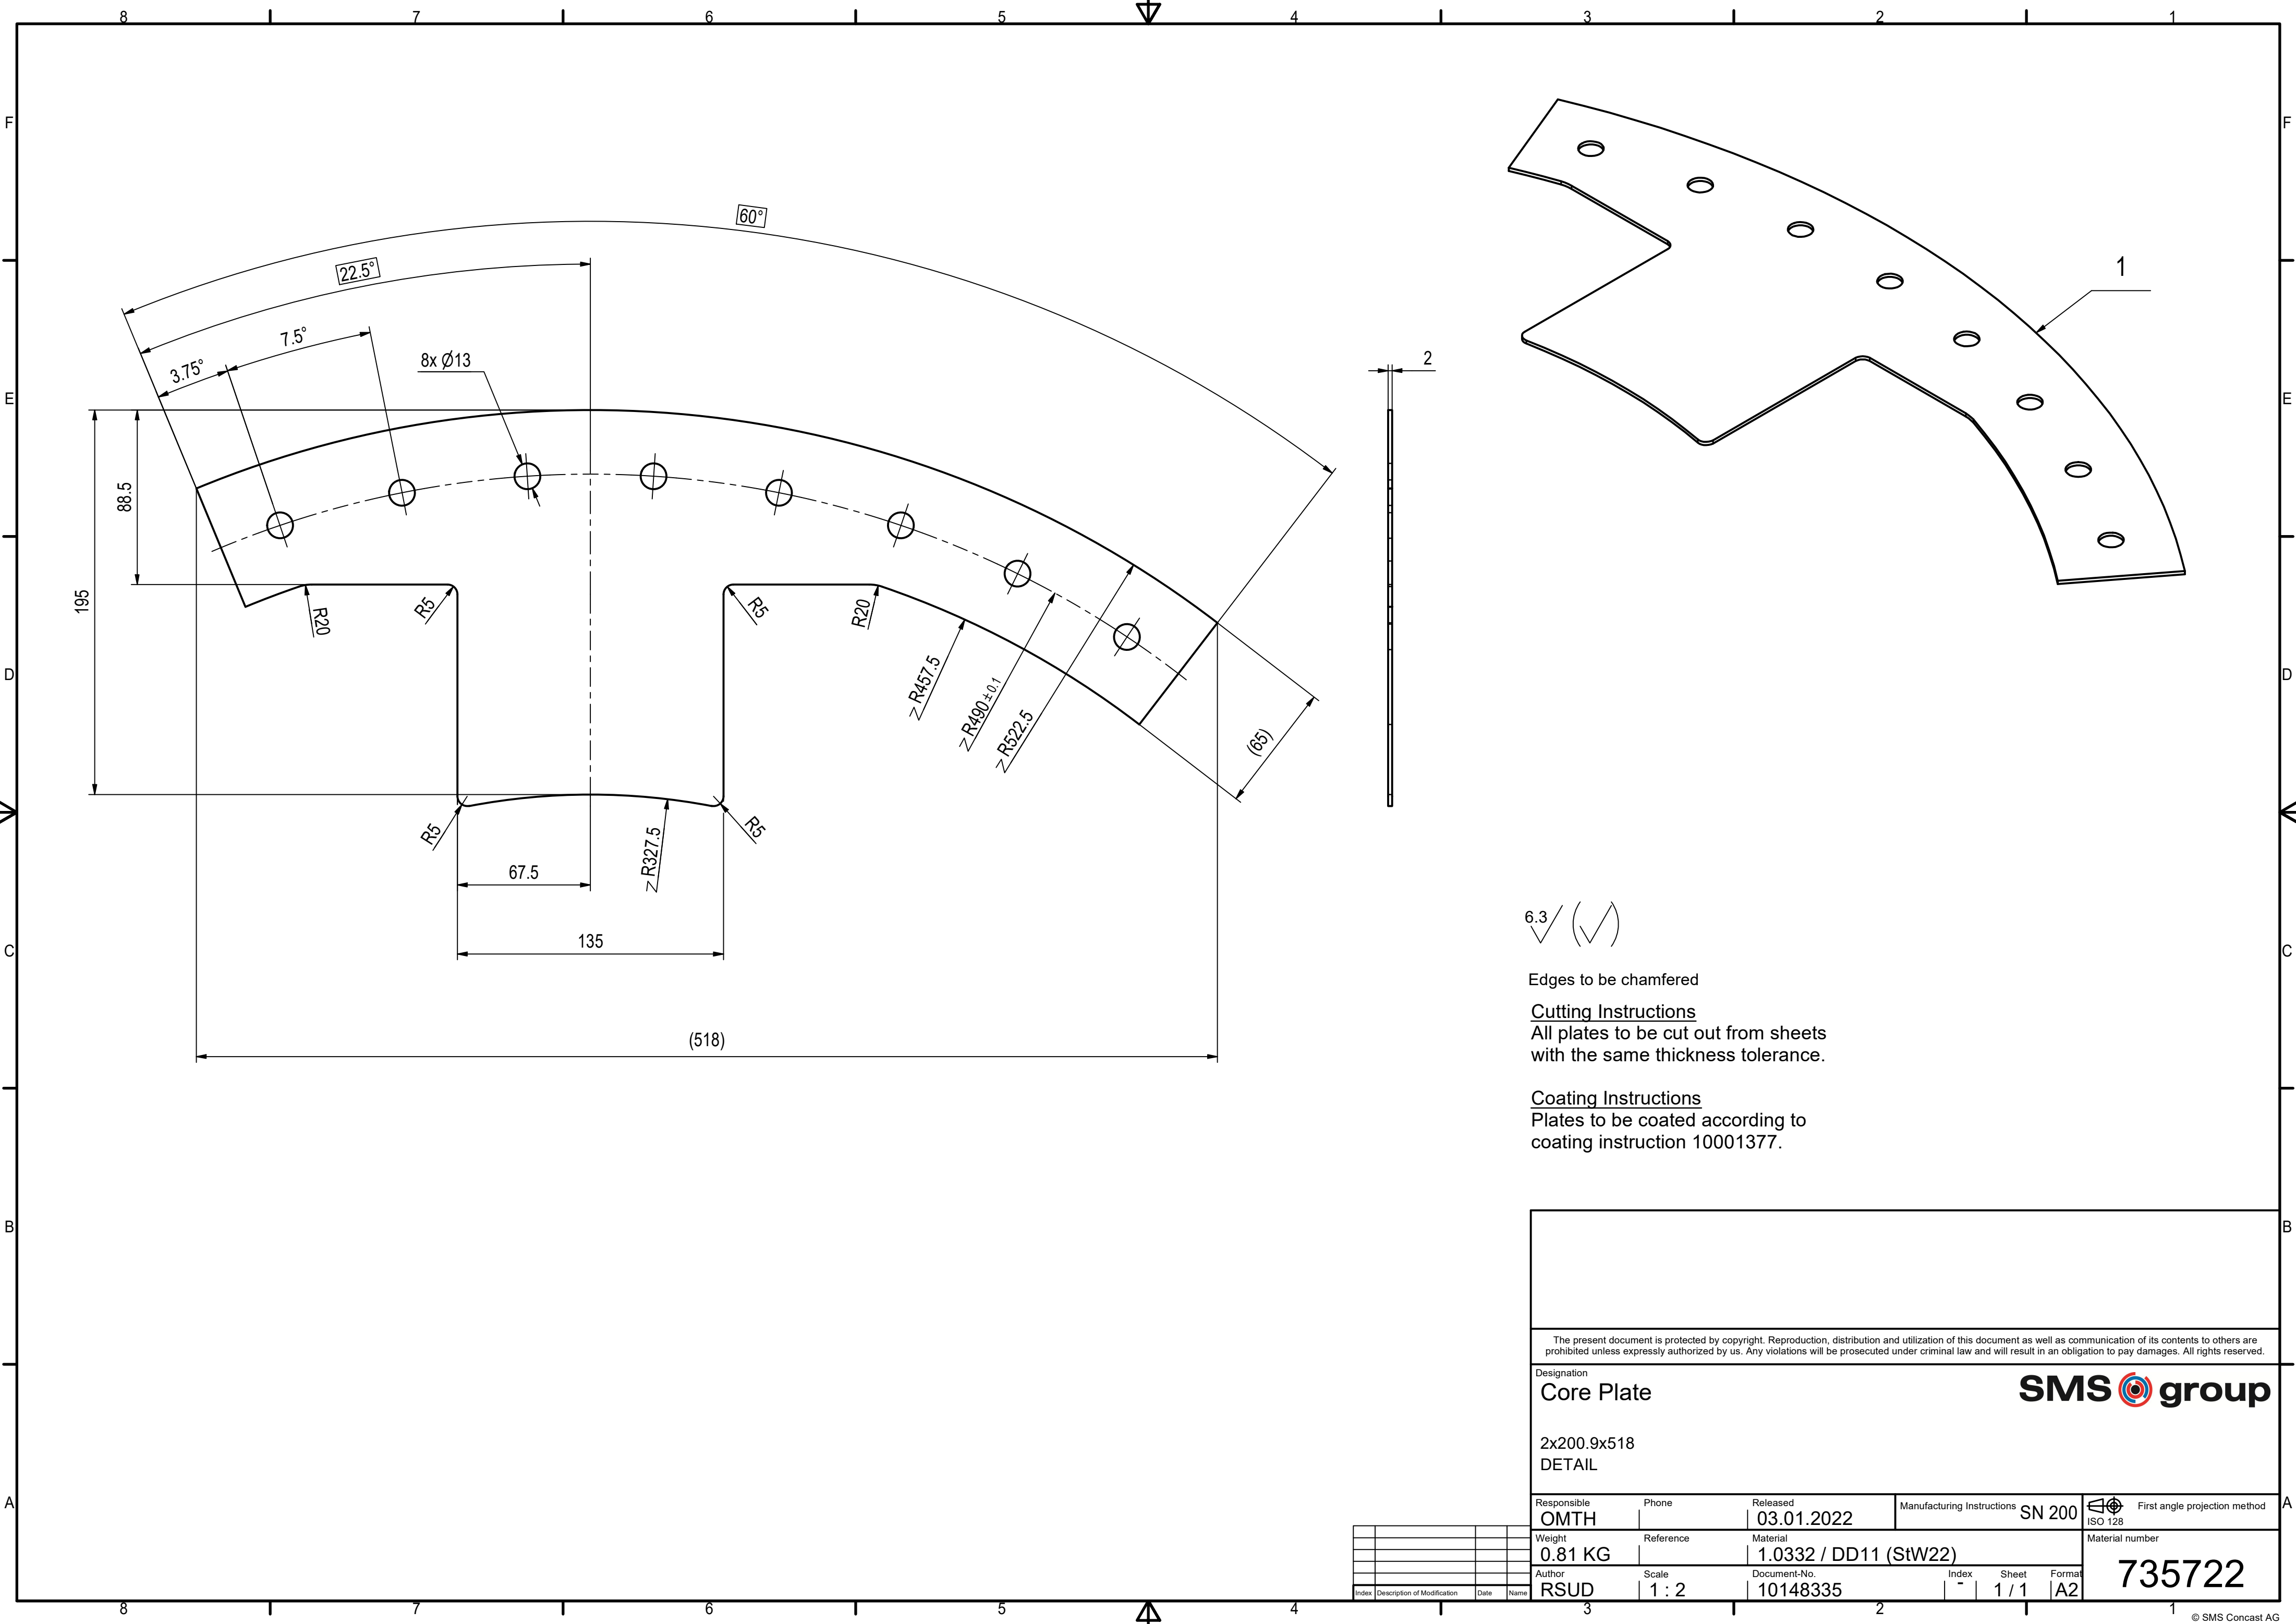 8 7 6 5 4 3 2 1
F F
E E
D D
C C
B B
A A
60°
22.5°
7.5°
3.75°
8x Ø13
2
1
88.5
195
R20
R5
R5
R20
R457.5
R490±0.1
R522.5
(65)
R5
R5
R327.5
67.5
135
(518)
6.3
Edges to be chamfered
Cutting Instructions
All plates to be cut out from sheets
with the same thickness tolerance.
Coating Instructions
Plates to be coated according to
coating instruction 10001377.
The present document is protected by copyright. Reproduction, distribution and utilization of this document as well as communication of its contents to others are
prohibited unless expressly authorized by us. Any violations will be prosecuted under criminal law and will result in an obligation to pay damages. All rights reserved.
Designation
Core Plate
SMS group
2x200.9x518
DETAIL
Responsible Phone Released Manufacturing Instructions SN 200 First angle projection method
OMTH 03.01.2022 ISO 128
Weight Reference Material Material number
0.81 KG 1.0332 / DD11 (StW22)
735722
Author Scale Document-No. Index Sheet Format
RSUD 1 : 2 10148335 - 1 / 1 A2
Index Description of Modification Date Name
8 7 6 5 4 3 2 1
© SMS Concast AG